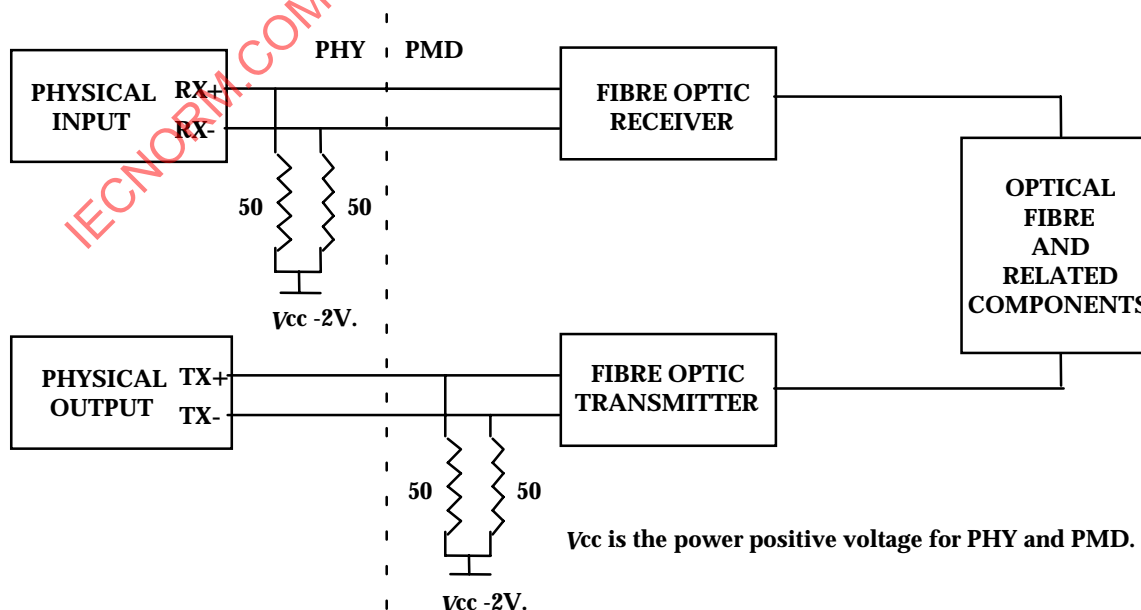 IECNORM.COM
PHY PMD
PHYSICAL
INPUT
RX+
RX-
FIBRE OPTIC
RECEIVER
50 50
Vcc -2V.
OPTICAL
FIBRE
AND
RELATED
COMPONENTS
PHYSICAL
OUTPUT
TX+
TX-
FIBRE OPTIC
TRANSMITTER
50 50
Vcc -2V.
Vcc is the power positive voltage for PHY and PMD.